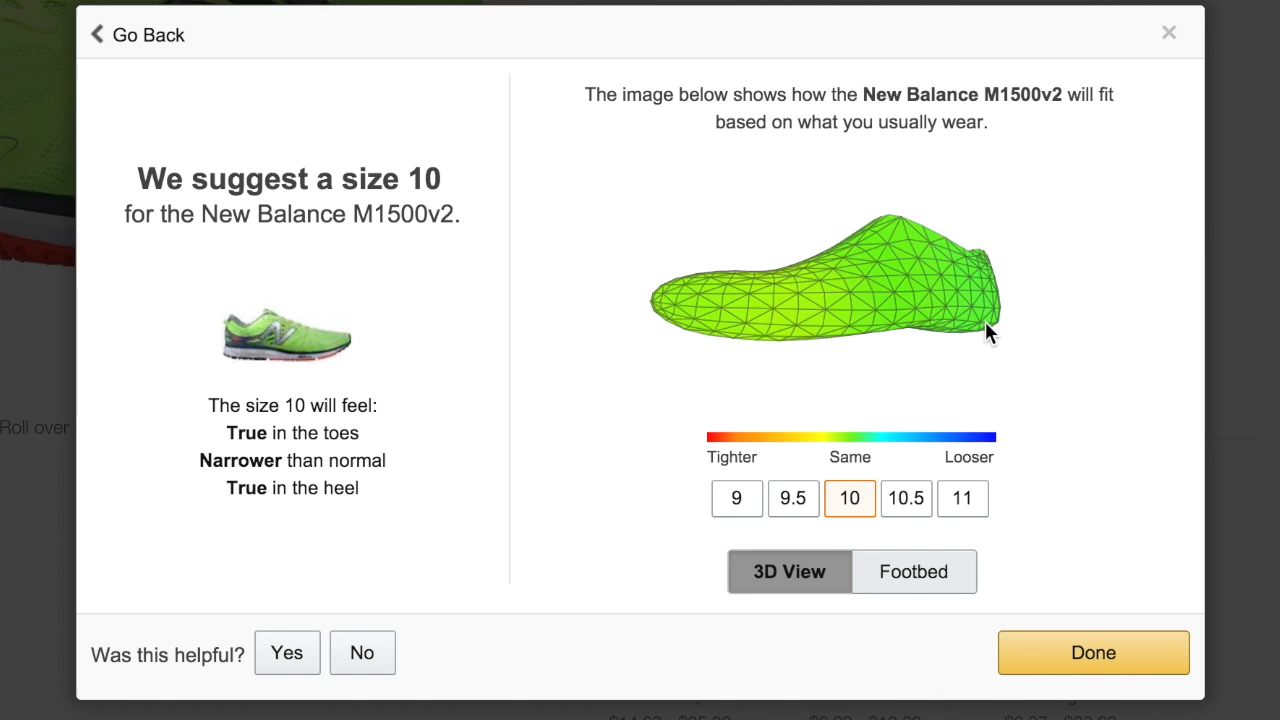 Go Back
×
The image below shows how the New Balance M1500v2 will fit
based on what you usually wear.
We suggest a size 10
for the New Balance M1500v2.
N
The size 10 will feel:
True in the toes
Narrower than normal
True in the heel
Roll over
Tighter Same Looser
9 9.5 10 10.5 11
3D View Footbed
Was this helpful? Yes No
Done